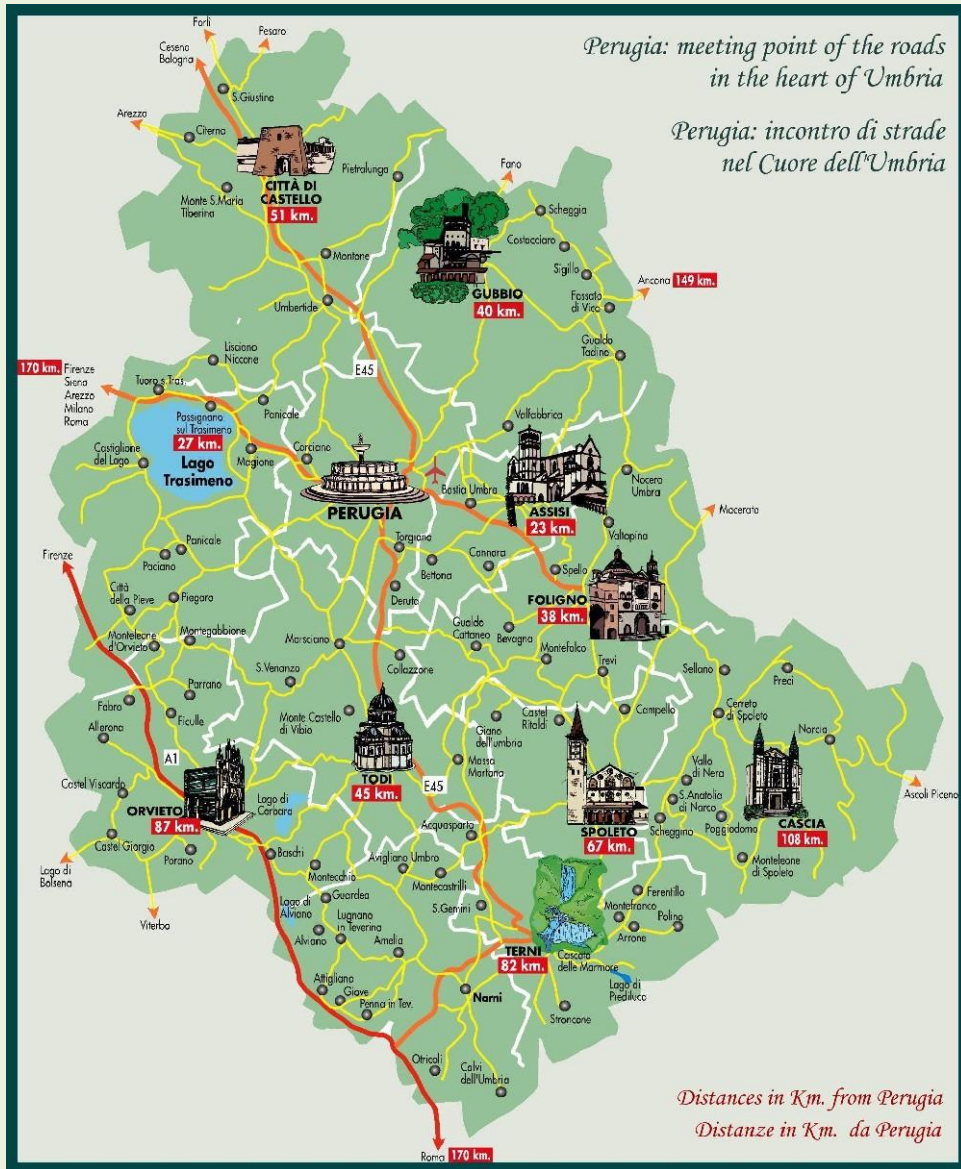 Perugia: meeting point of the roads
in the heart of Umbria
Perugia: incontro di strade
nel Cuore dell'Umbria
Forlì
Pesaro
Cesena
Bologna
S.Giustina
Arezzo
Citerna
CITTÀ DI
CASTELLO
51 km.
Pietralunga
Monte S.Maria
Tiberina
Fano
Scheggia
Costacciaro
Montone
Sigillo
GUBBIO
40 km.
Ancona 149 km.
Umbertide
Fossato
di Vico
Gualdo
Tadino
Lisciano
Niccone
E45
170 km.
Firenze
Siena
Arezzo
Milano
Roma
Tuoro s.Tras.
Passignano
sul Trasimeno
27 km.
Panicale
Valfabbrica
Castiglione
del Lago
Lago
Trasimeno
Magione
Corciano
PERUGIA
Bastia Umbra
ASSISI
23 km.
Nocera
Umbra
Macerata
Valtopina
Firenze
Panicale
Paciano
Torgiano
Bettona
Cannara
Spello
Città
della Pieve
Piegaro
Deruta
FOLIGNO
38 km.
Monteleone
d'Orvieto
Montegabbione
Marsciano
Gualdo
Cattaneo
Bevagna
Collazzone
Montefalco
Trevi
Sellano
Preci
S.Venanzo
Parrano
Fabro
Ficulle
Monte Castello
di Vibio
Giano
dell'umbria
Castel
Ritaldi
Campello
Cerreto
di Spoleto
Norcia
Allerona
A1
TODI
45 km.
Massa
Martana
Vallo
di Nera
Castel Viscardo
ORVIETO
87 km.
Lago di
Corbara
E45
S.Anatolia
di Narco
Poggiodomo
CASCIA
108 km.
Ascoli Piceno
SPOLETO
67 km.
Scheggino
Acquasparta
Castel Giorgio
Lago di
Bolsena
Porano
Baschi
Montecchio
Avigliano Umbro
Montecastrilli
Monteleone
di Spoleto
Viterbo
Guardea
Lago di
Alviano
Lugnano
in Teverina
S.Gemini
Ferentillo
Montefranco
Polino
Arrone
Alviano
Amelia
TERNI
82 km.
Cascata
delle Marmore
Lago di
Piediluco
Attigliano
Giove
Penna in Tev.
Narni
Stroncone
Otricoli
Calvi
dell'Umbria
Roma 170 km.
Distances in Km. from Perugia
Distanze in Km. da Perugia